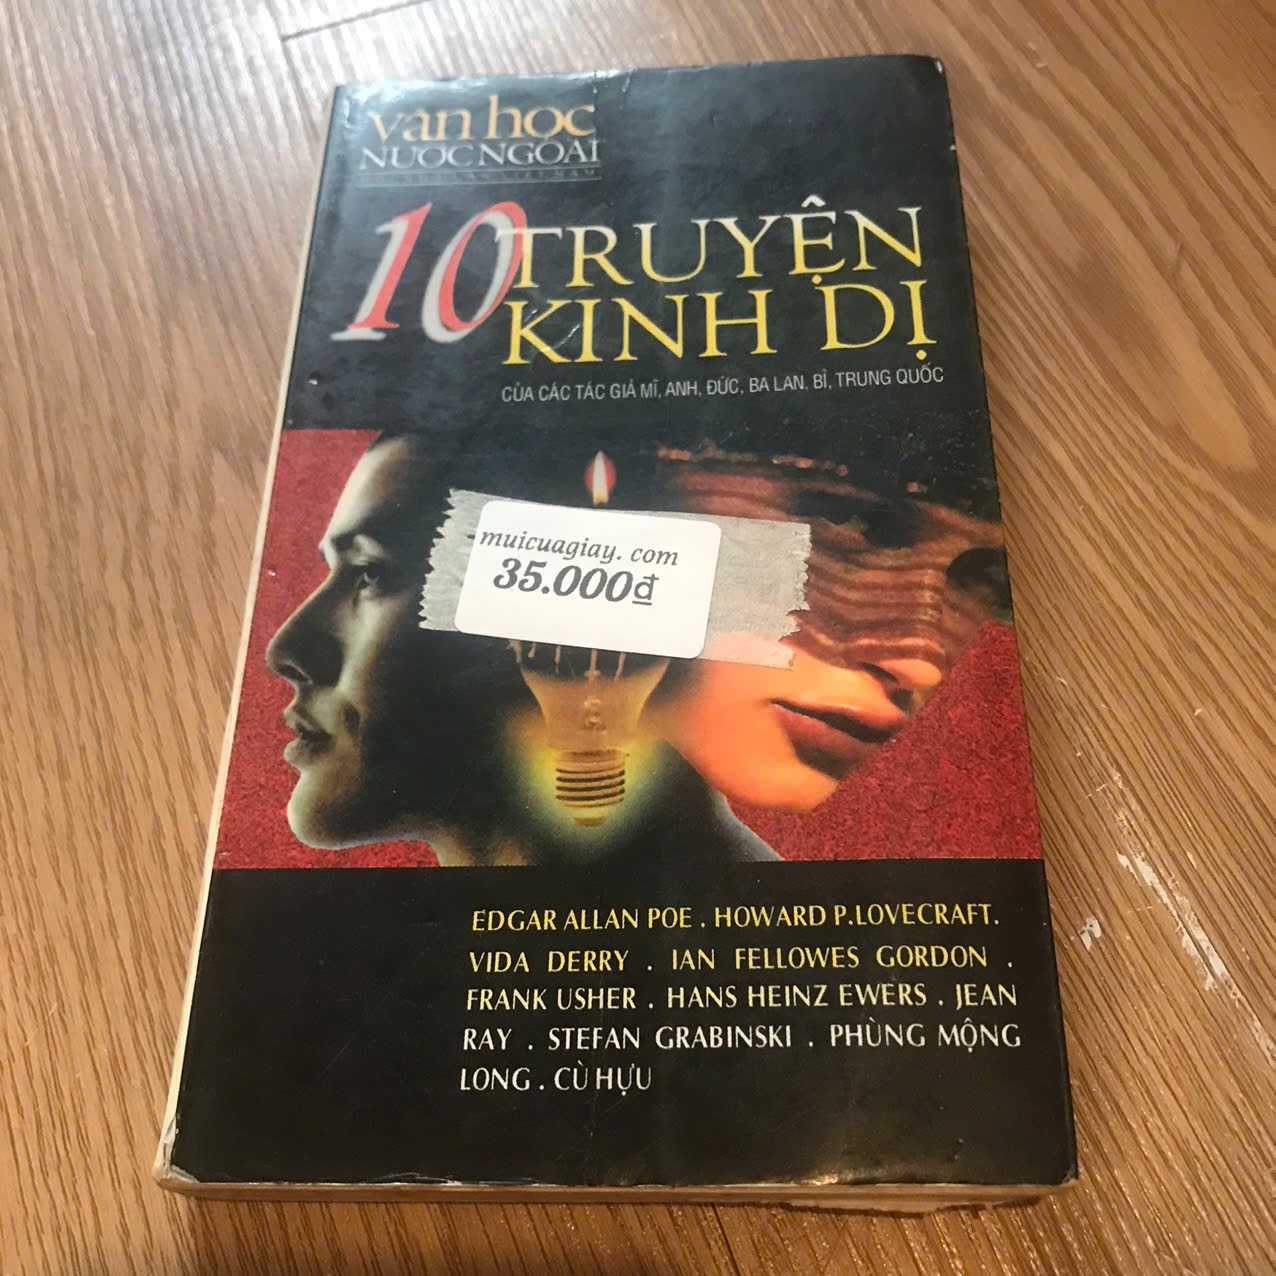 văn học
NƯỚC NGOÀI
10 TRUYỆN
KINH DỊ
CỦA CÁC TÁC GIẢ MĨ, ANH, ĐỨC, BA LAN, BỈ, TRUNG QUỐC
muicuagiay. com
35.000₫
EDGAR ALLAN POE . HOWARD P.LOVECRAFT.
VIDA DERRY . IAN FELLOWES GORDON .
FRANK USHER . HANS HEINZ EWERS . JEAN
RAY . STEFAN GRABINSKI . PHÙNG MỘNG
LONG . CÙ HỰU